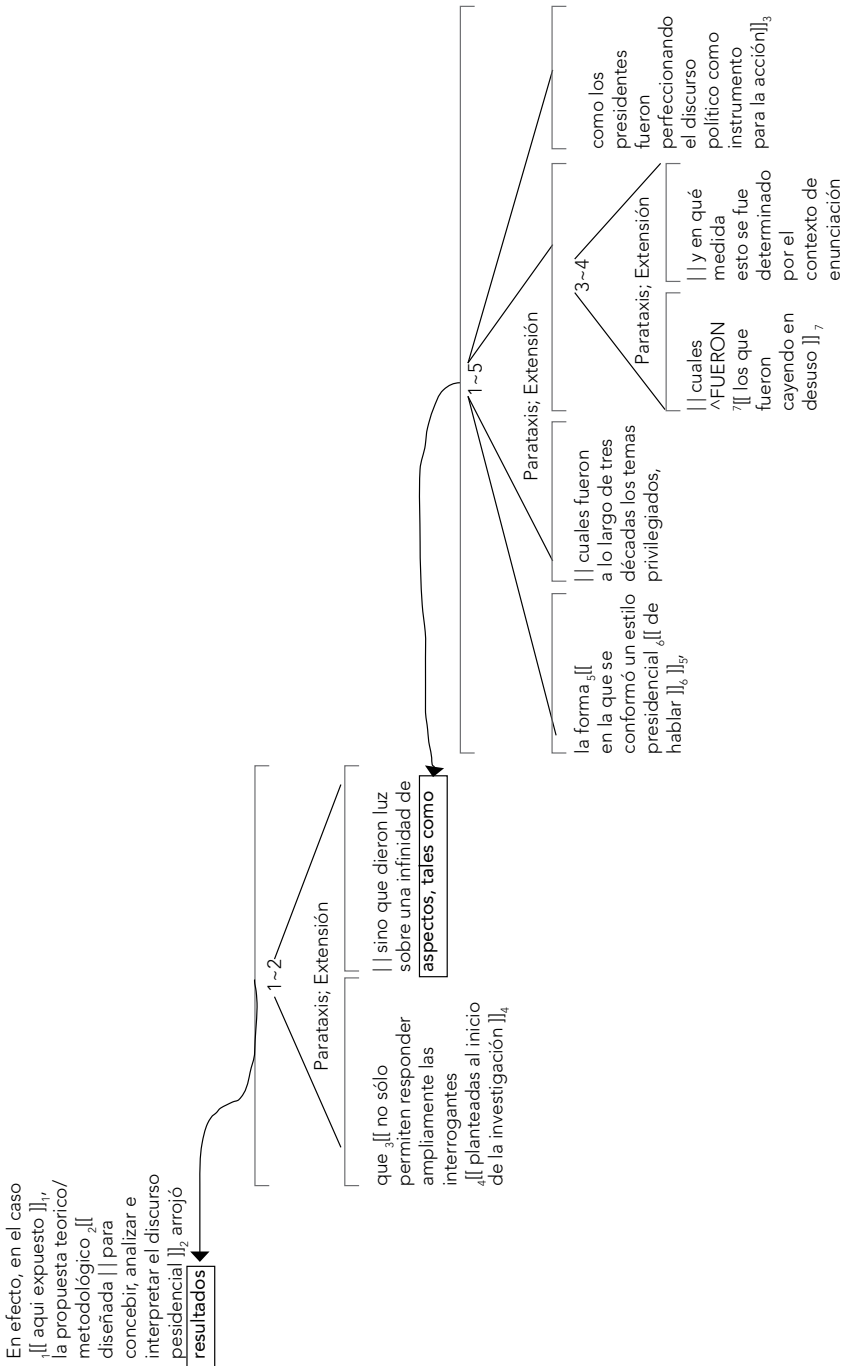 En efecto, en el caso
₁[[ aqui expuesto ]]₁,
la propuesta teorico/
metodológico ₂[[
diseñada || para
concebir, analizar e
interpretar el discurso
pesidencial ]]₂ arrojó
resultados
1~2
Parataxis; Extensión
que ₃[[ no sólo
permiten responder
ampliamente las
interrogantes
₄[[ planteadas al inicio
de la investigación ]]₄
|| sino que dieron luz
sobre una infinidad de
aspectos, tales como
1~5
Parataxis; Extensión
la forma ₅[[
en la que se
conformó un estilo
presidencial ₆[[ de
hablar ]]₆ ]]₅,
|| cuales fueron
a lo largo de tres
décadas los temas
privilegiados,
3~4
Parataxis; Extensión
|| cuales
^FUERON
⁷[[ los que
fueron
cayendo en
desuso ]] ₇
|| y en qué
medida
esto se fue
determinado
por el
contexto de
enunciación
como los
presidentes
fueron
perfeccionando
el discurso
político como
instrumento
para la acción]]₃